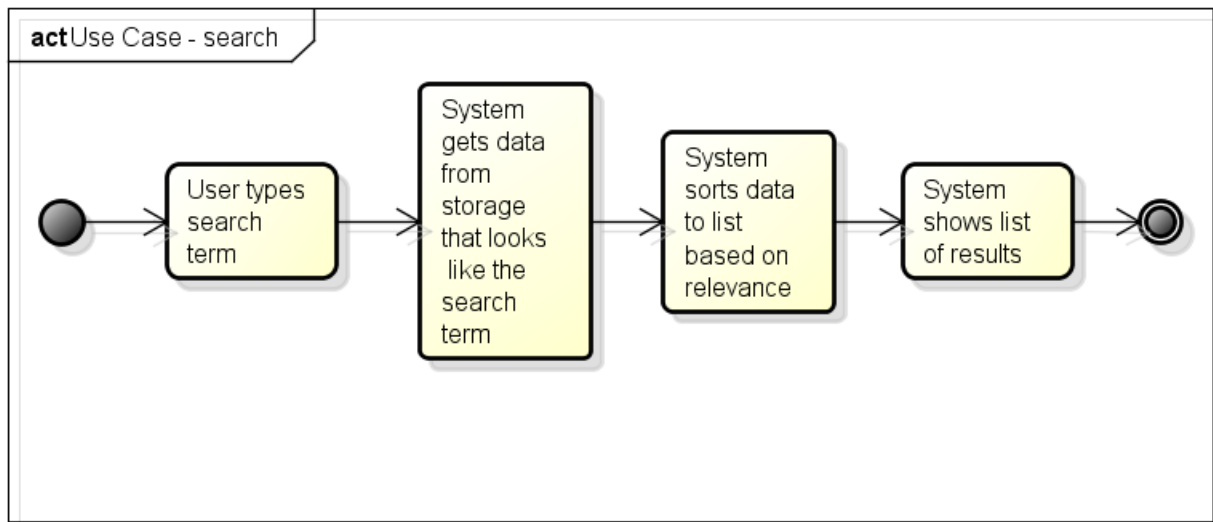 act Use Case - search
User types
search
term
System
gets data
from
storage
that looks
like the
search
term
System
sorts data
to list
based on
relevance
System
shows list
of results